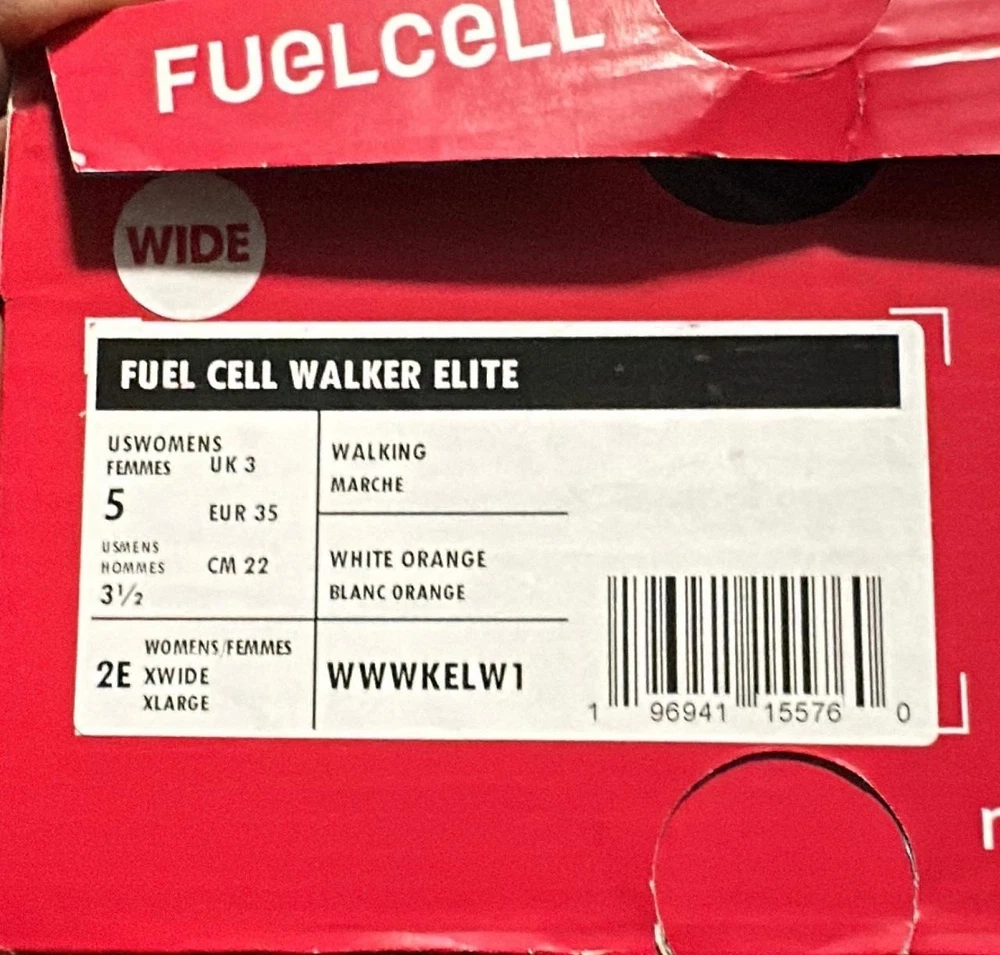 FUELCELL
WIDE
FUEL CELL WALKER ELITE
USWOMENS
FEMMES UK 3
5 EUR 35
USMENS
HOMMES CM 22
3½
WALKING
MARCHE
WHITE ORANGE
BLANC ORANGE
WOMENS/FEMMES
2E XWIDE
XLARGE
WWWKELW1
1 96941 15576 0